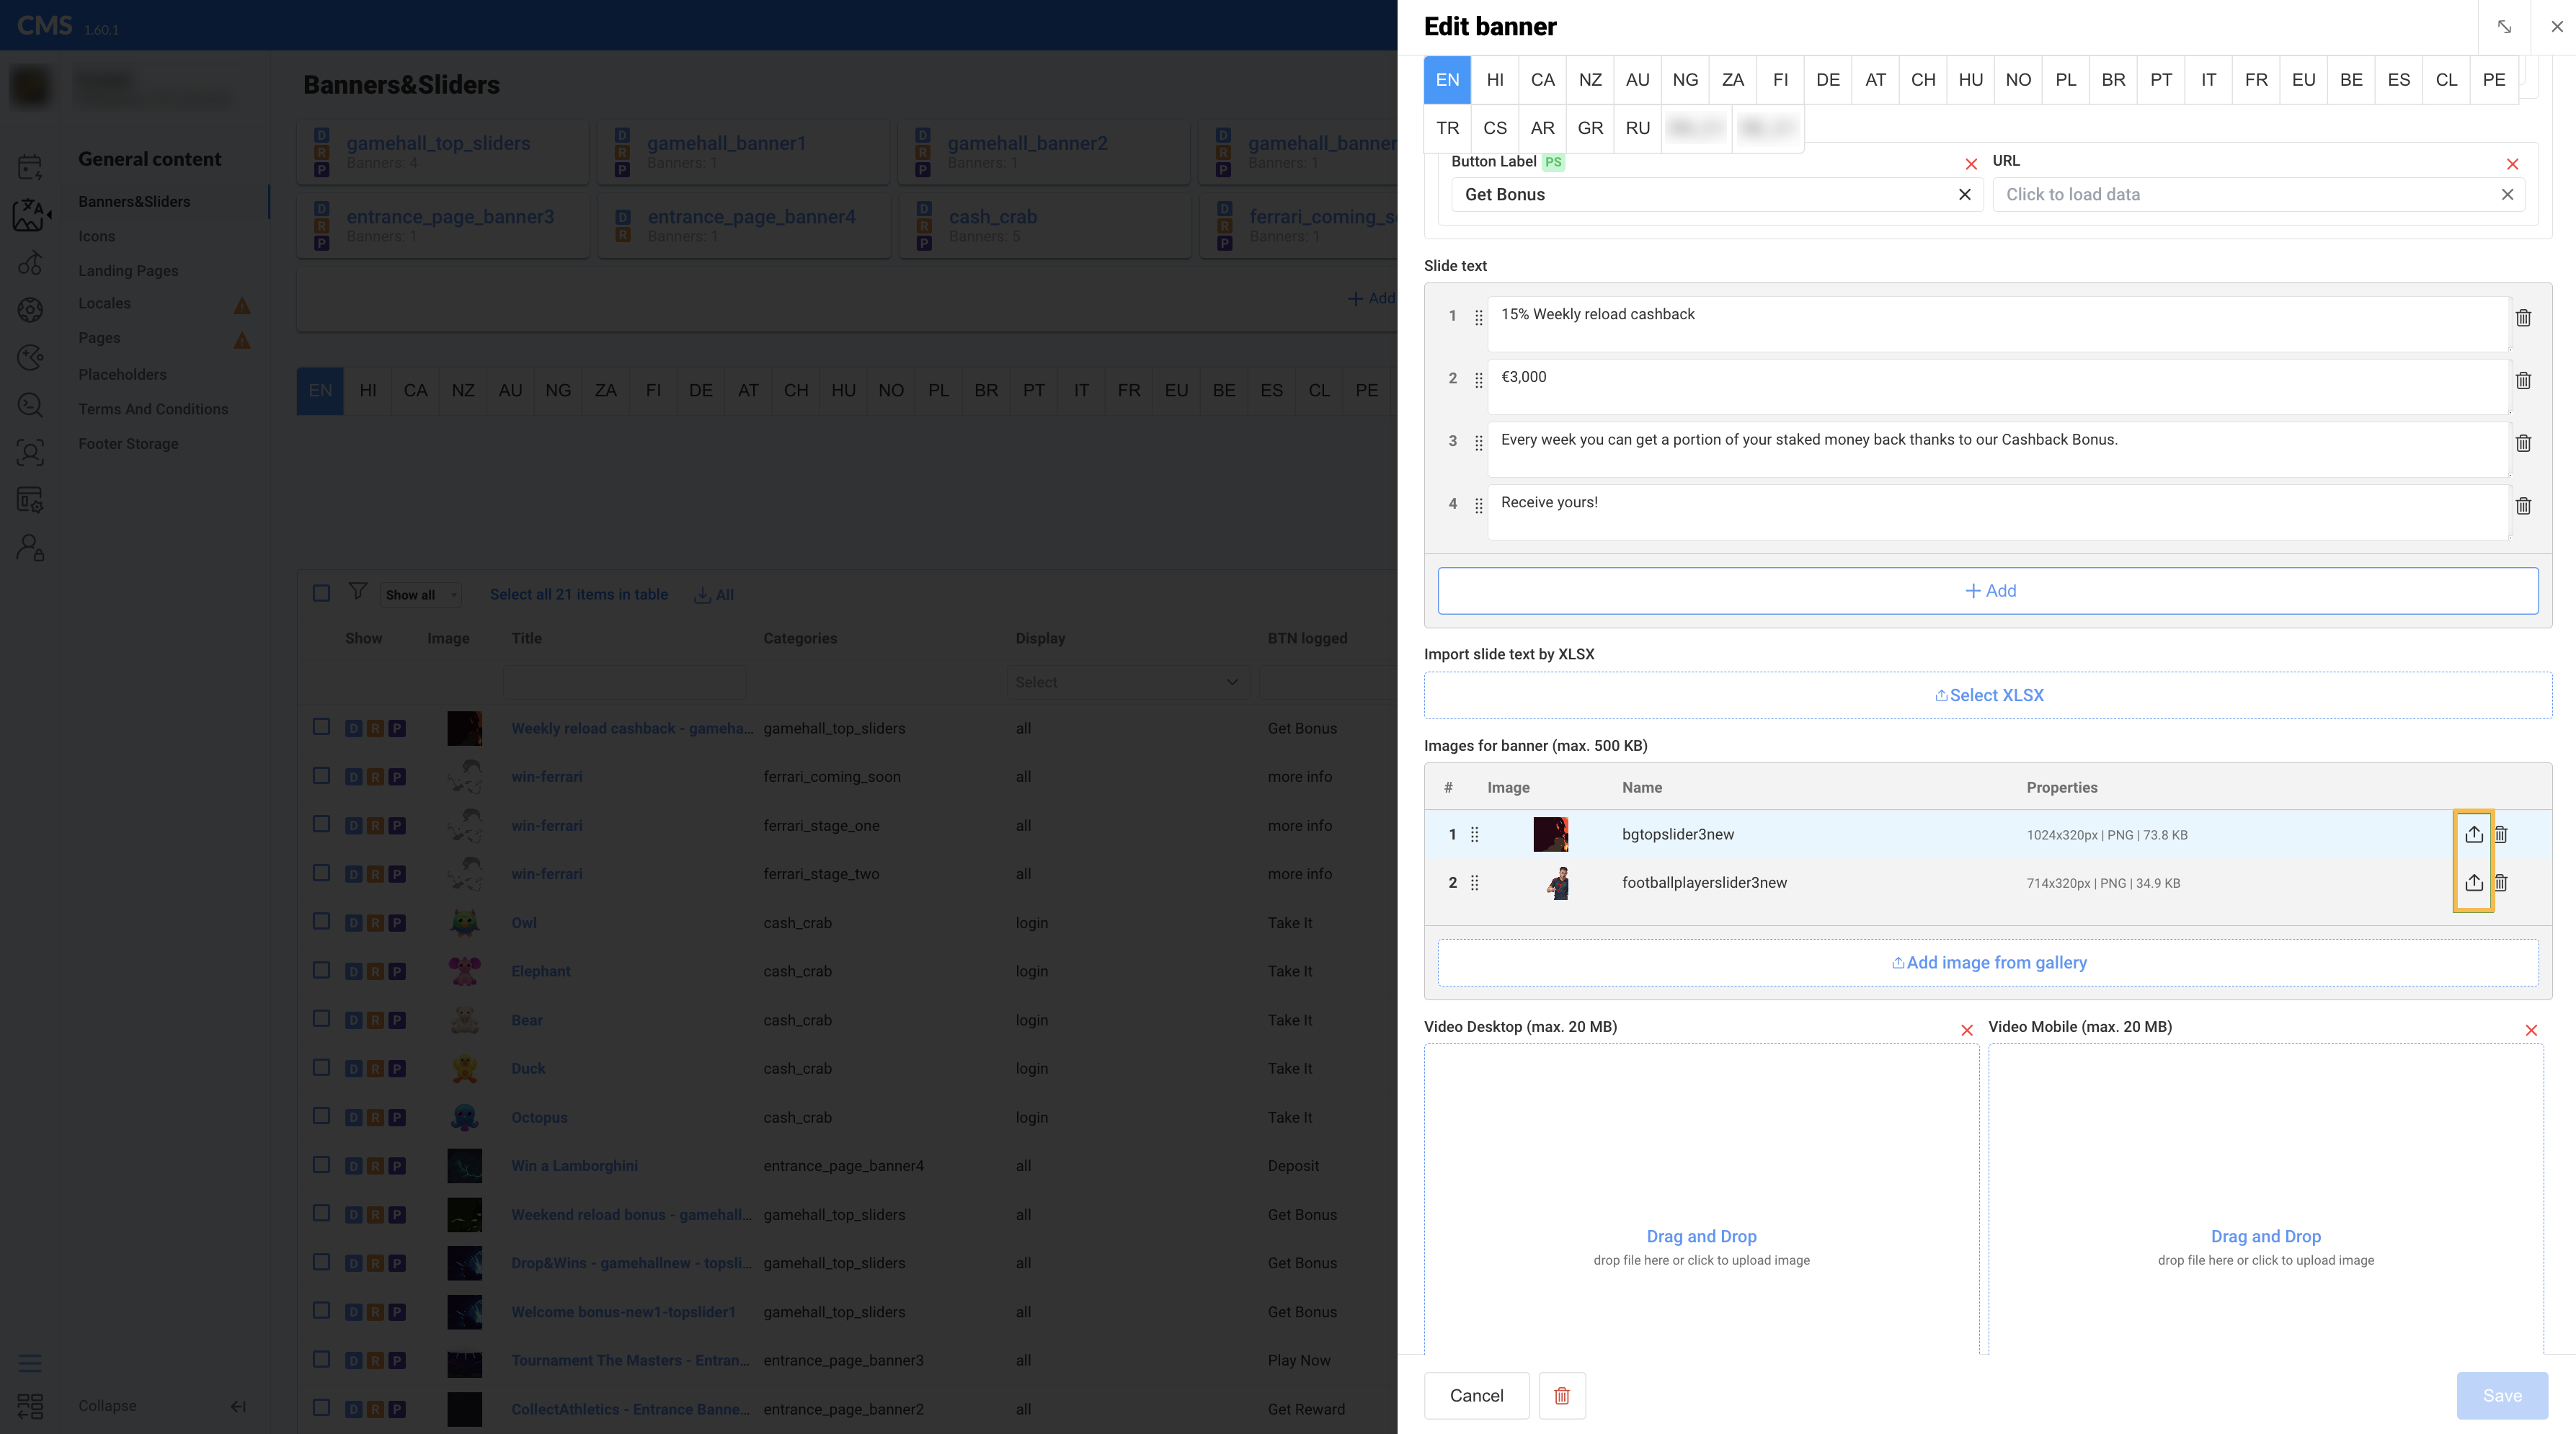 CMS 1.60.1
General content
Banners&Sliders
Icons
Landing Pages
Locales
Pages
Placeholders
Terms And Conditions
Footer Storage
Collapse
Banners&Sliders
D R P gamehall_top_sliders
Banners: 4
D R P gamehall_banner1
Banners: 1
D R P gamehall_banner2
Banners: 1
D R P gamehall_banner
D R P entrance_page_banner3
Banners: 1
D R entrance_page_banner4
Banners: 1
D R P cash_crab
Banners: 5
D R P ferrari_coming_s
Banners: 1
+ Add
EN HI CA NZ AU NG ZA FI DE AT CH HU NO PL BR PT IT FR EU BE ES CL PE
Show all Select all 21 items in table All
Show Image Title Categories Display BTN logged
Select
D R P Weekly reload cashback - gameha... gamehall_top_sliders all Get Bonus
D R P win-ferrari ferrari_coming_soon all more info
D R P win-ferrari ferrari_stage_one all more info
D R P win-ferrari ferrari_stage_two all more info
D R P Owl cash_crab login Take It
D R P Elephant cash_crab login Take It
D R P Bear cash_crab login Take It
D R P Duck cash_crab login Take It
D R P Octopus cash_crab login Take It
D R P Win a Lamborghini entrance_page_banner4 all Deposit
D R P Weekend reload bonus - gamehall... gamehall_top_sliders all Get Bonus
D R P Drop&Wins - gamehallnew - topsli... gamehall_top_sliders all Get Bonus
D R P Welcome bonus-new1-topslider1 gamehall_top_sliders all Get Bonus
D R P Tournament The Masters - Entran... entrance_page_banner3 all Play Now
D R P CollectAthletics - Entrance Banne... entrance_page_banner2 all Get Reward
Edit banner
EN HI CA NZ AU NG ZA FI DE AT CH HU NO PL BR PT IT FR EU BE ES CL PE
TR CS AR GR RU
Button Label PS URL
Get Bonus Click to load data
Slide text
1 15% Weekly reload cashback
2 €3,000
3 Every week you can get a portion of your staked money back thanks to our Cashback Bonus.
4 Receive yours!
+ Add
Import slide text by XLSX
Select XLSX
Images for banner (max. 500 KB)
# Image Name Properties
1 bgtopslider3new 1024x320px | PNG | 73.8 KB
2 footballplayerslider3new 714x320px | PNG | 34.9 KB
Add image from gallery
Video Desktop (max. 20 MB) Video Mobile (max. 20 MB)
Drag and Drop Drag and Drop
drop file here or click to upload image drop file here or click to upload image
Cancel Save